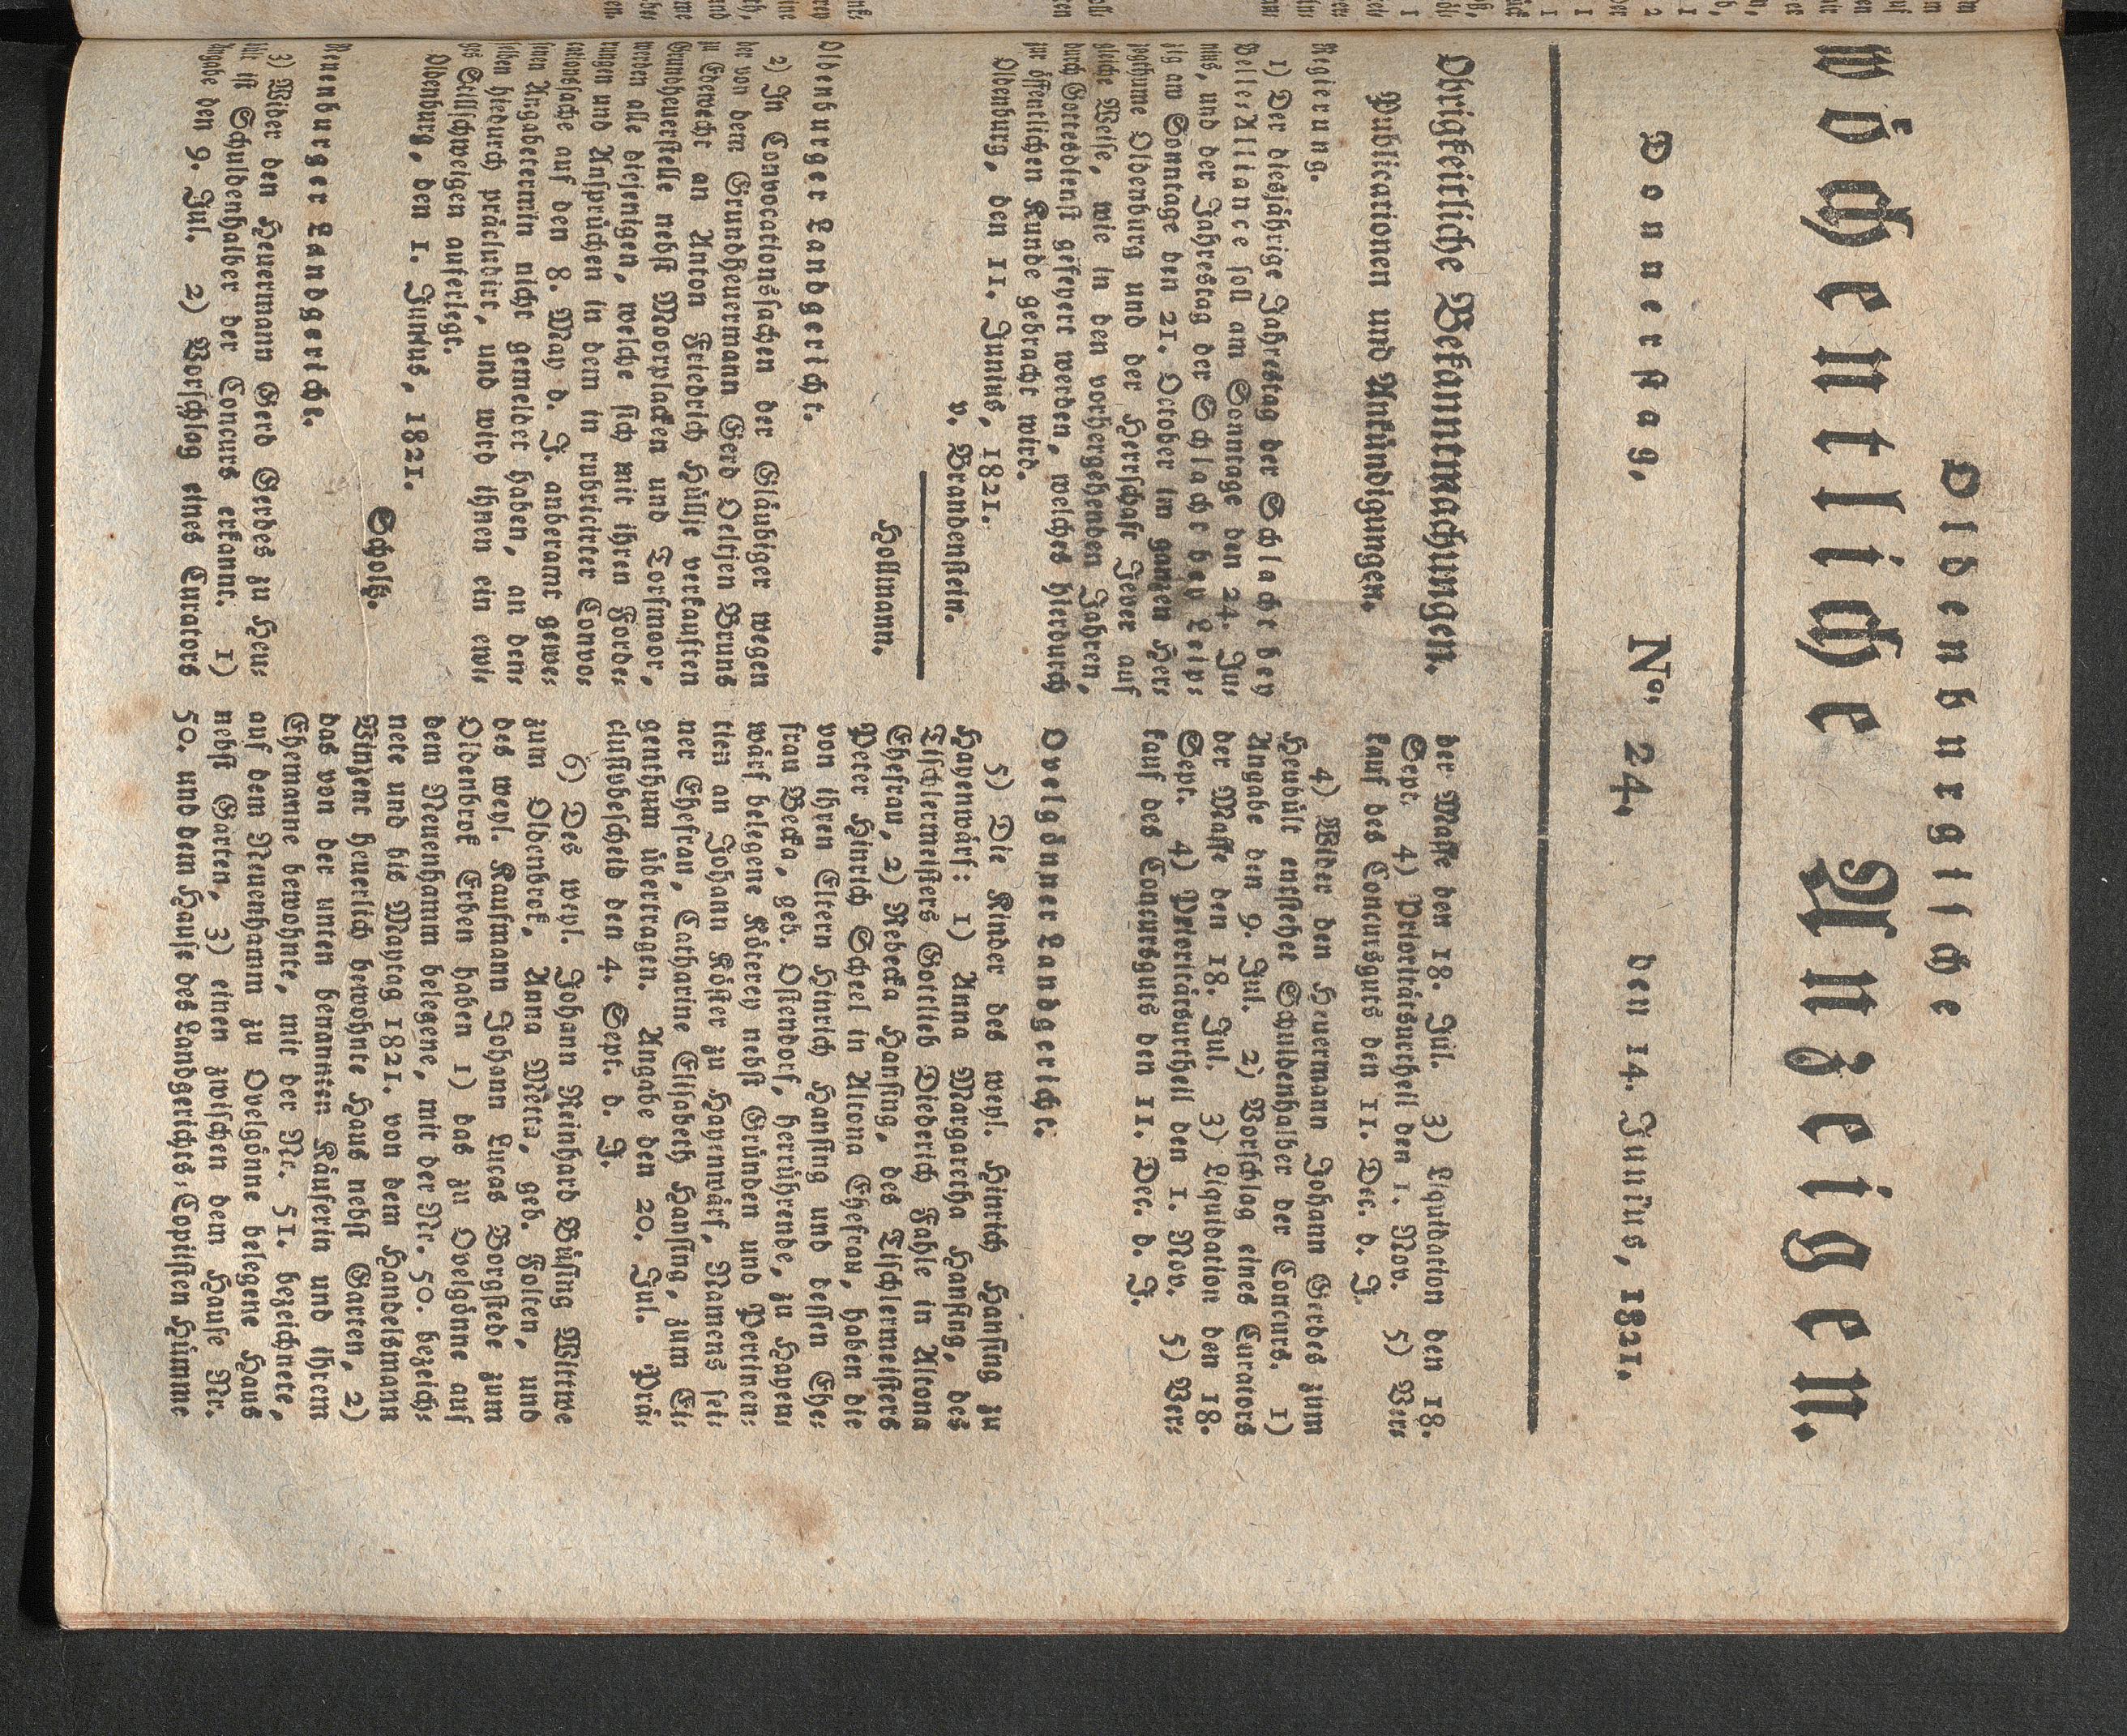 Oldenburgische
wöchentliche Anzeigen.
Donnerstag, No. 24. den 14. Junius, 1821.
Obrigkeitliche Bekanntmachungen.
Publicationen und Ankündigungen.
Regierung.
1) Der diesjährige Jahrestag der Schlacht bey
Belle-Alliance soll am Sonntage den 24. Ju-
nius, und der Jahrestag der Schlacht bey Leip-
zig am Sonntage den 21. October im ganzen Her-
zogthume Oldenburg und der Herrschaft Jever auf
gleiche Weise, wie in den vorhergehenden Jahren,
durch Gottesdienst gefeyert werden, welches hierdurch
zur öffentlichen Kunde gebracht wird.
Oldenburg, den 11. Junius, 1821.
v. Brandenstein.
Hollmann.
Oldenburger Landgericht.
2) In Convocationssachen der Gläubiger wegen
der von dem Grundheuermann Gerd Oeltjen Bruns
zu Edewecht an Anton Friedrich Hüllje verkauften
Grundheuerstelle nebst Moorplacken und Torfmoor,
werden alle diejenigen, welche sich mit ihren Forde-
rungen und Ansprüchen in dem in rubricirter Convo-
cationssache auf den 8. May d. J. anberamt gewe-
senen Angabetermin nicht gemeldet haben, an dem-
selben hiedurch präcludirt, und wird ihnen ein ewi-
ges Stillschweigen auferlegt.
Oldenburg, den 1. Junius, 1821.
Scholtz.
Neuenburger Landgericht.
3) Wider den Heuermann Gerd Gerdes zu Heu-
ült ist Schuldenhalber der Concurs erkannt. 1)
Angabe den 9. Jul. 2) Vorschlag eines Curators
der Masse den 18. Jul. 3) Liquidation den 18.
Sept. 4) Prioritätsurtheil den 1. Nov. 5) Ver-
kauf des Concursguts den 11. Dec. d. J.
4) Wider den Heuermann Johann Gerdes zum
Heudült entstehet Schuldenhalber der Concurs. 1)
Angabe den 9. Jul. 2) Vorschlag eines Curators
der Masse den 18. Jul. 3) Liquidation den 18.
Sept. 4) Prioritätsurtheil den 1. Nov. 5) Ver-
kauf des Concursguts den 11. Dec. d. J.
Ovelgönner Landgericht.
5) Die Kinder des weyl. Hinrich Hansing zu
Hayenwärf: 1) Anna Margaretha Hansing, des
Tischlermeisters Gottlieb Diederich Fahle in Altona
Ehefrau, 2) Rebecka Hansing, des Tischlermeisters
Peter Hinrich Scheel in Altona Ehefrau, haben die
von ihren Eltern Hinrich Hansing und dessen Ehe-
frau Becka, geb. Ostendorf, herrührende, zu Hayen-
wärf belegene Köterey nebst Gründen und Pertinen-
tien an Johann Köster zu Hayenwärf, Namens sei-
ner Ehefrau, Catharine Elisabeth Hansing, zum Ei-
genthum übertragen. Angabe den 20. Jul. Prä-
clusivbescheid den 4. Sept. d. J.
6) Des weyl. Johann Reinhard Büsing Wittwe
zum Oldenbrok, Anna Metta, geb. Folten, und
des weyl. Kaufmann Johann Lucas Borgstede zum
Oldenbrok Erben haben 1) das zu Ovelgönne auf
dem Neuenhamm belegene, mit der Nr. 50. bezeich-
nete und bis Maytag 1821. von dem Handelsmann
Winzent heuerlich bewohnte Haus nebst Garten, 2)
das von der unten benannten Käuferin und ihrem
Ehemanne bewohnte, mit der Nr. 51. bezeichnete,
auf dem Neuenhamm zu Ovelgönne belegene Haus
nebst Garten, 3) einen zwischen dem Hause Nr.
50. und dem Hause des Landgerichts-Copiisten Hümme